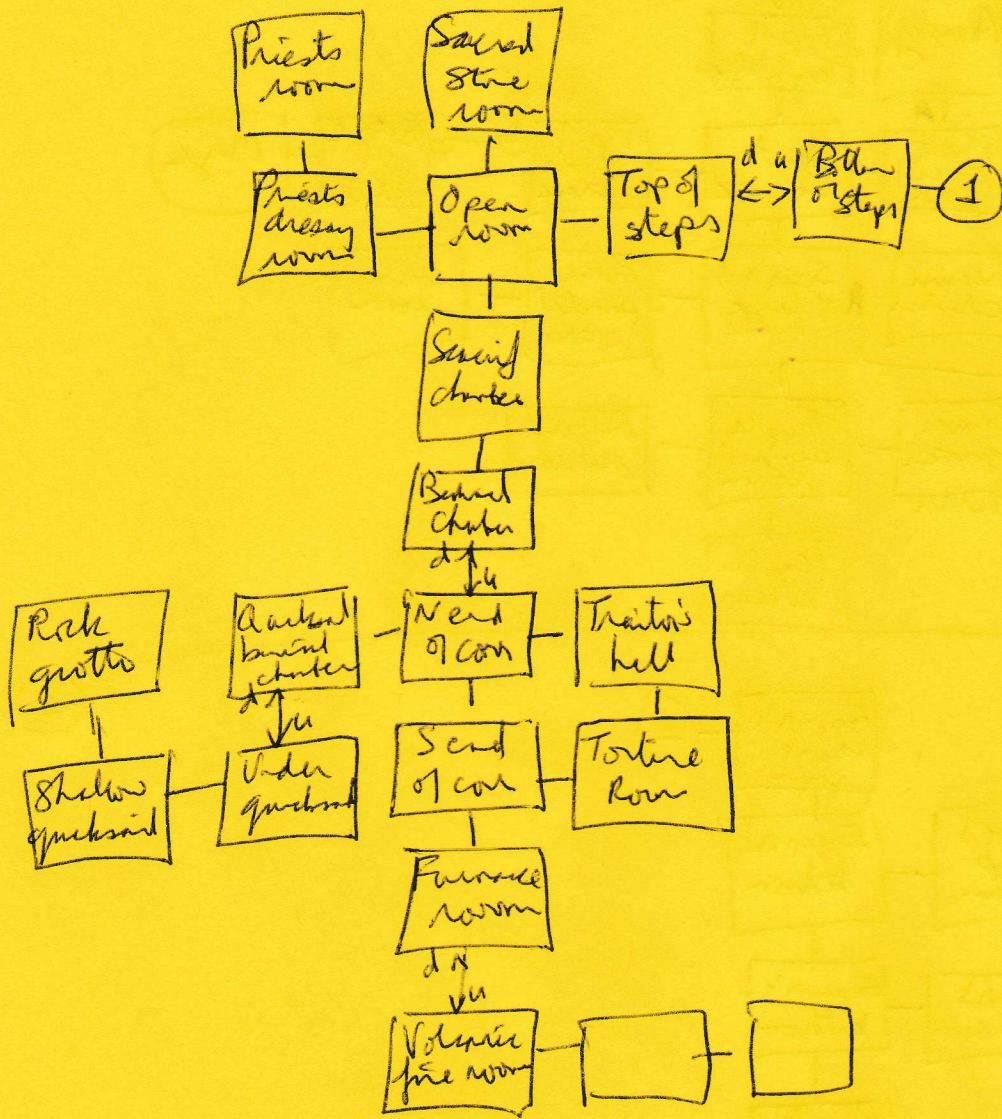 Priests
room
Sacred
Stone
room
Priests
dressing
room
Open
room
Top of
steps
d u
Bottom
of steps
1
chamber
Burial
chamber
d
u
Rock
grotto
Quicksand
burial
chamber
N end
of corr
Traitor's
hell
d
u
Shallow
quicksand
Under
quicksand
S end
of corr
Torture
Room
Furnace
room
d
u
Volcanic
fire room